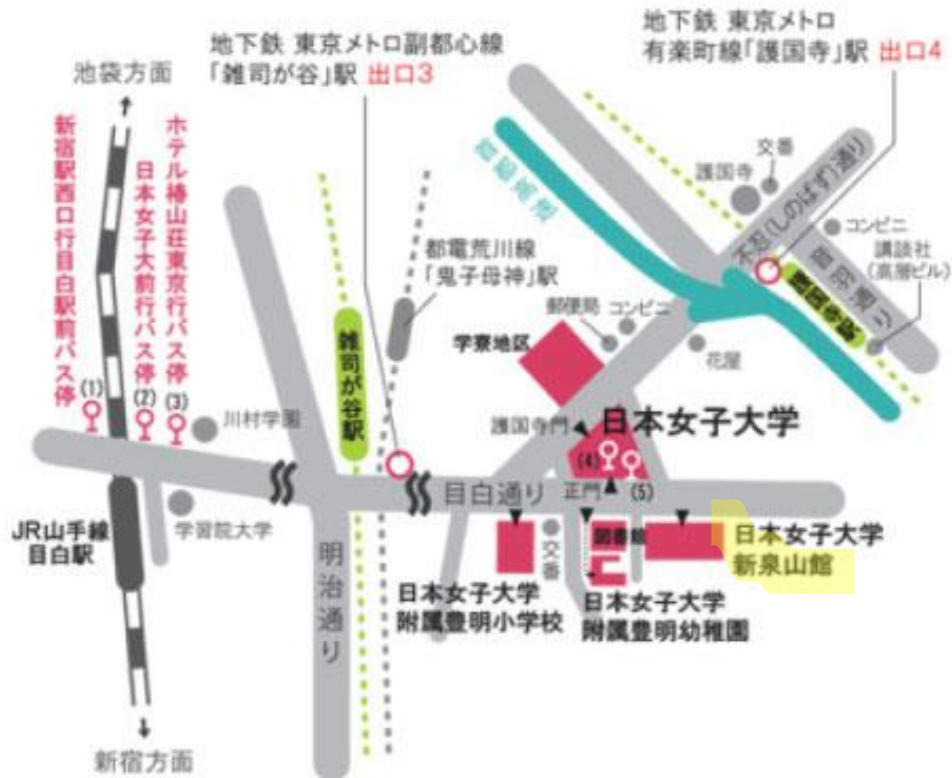 地下鉄 東京メトロ副都心線
「雑司が谷」駅 出口3
地下鉄 東京メトロ
有楽町線「護国寺」駅 出口4
池袋方面
新宿駅西口行目白駅前バス停
(1)
日本女子大前行バス停
(2)
ホテル椿山荘東京行バス停
(3)
首都高速
交番
護国寺
不忍(しのばず)通り
コンビニ
講談社
(高層ビル)
音羽通り
護国寺駅
都電荒川線
「鬼子母神」駅
郵便局
コンビニ
学寮地区
花屋
雑司が谷駅
川村学園
護国寺門
日本女子大学
(4)
目白通り
正門
(5)
JR山手線
目白駅
学習院大学
明治通り
交番
図書館
日本女子大学
新泉山館
日本女子大学
附属豊明小学校
日本女子大学
附属豊明幼稚園
新宿方面